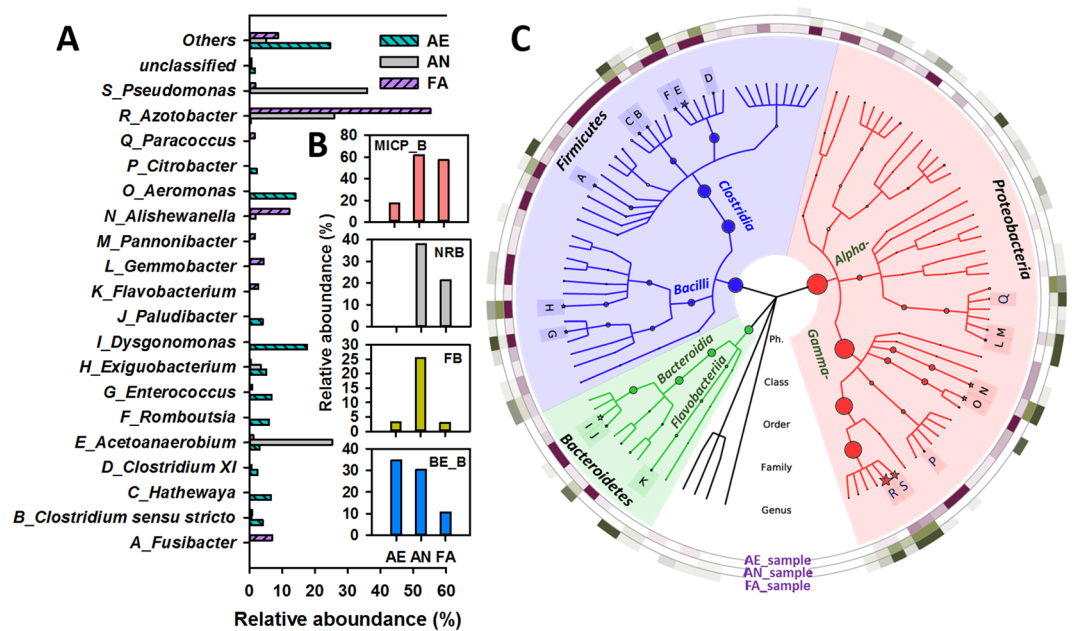 A
Others
unclassified
S_Pseudomonas
R_Azotobacter
Q_Paracoccus
P_Citrobacter
O_Aeromonas
N_Alishewanella
M_Pannonibacter
L_Gemmobacter
K_Flavobacterium
J_Paludibacter
I_Dysgonomonas
H_Exiguobacterium
G_Enterococcus
F_Romboutsia
E_Acetoanaerobium
D_Clostridium XI
C_Hathewaya
B_Clostridium sensu stricto
A_Fusibacter
0 10 20 30 40 50 60
Relative abundance (%)
AE
AN
FA
B
Relative abundance (%)
MICP_B
80
60
40
20
0
NRB
40
30
20
10
0
FB
30
25
20
15
10
5
0
BE_B
40
30
20
10
0
AE AN FA
C
Firmicutes
Clostridia
Bacilli
A
C B
F E
D
H
G
Proteobacteria
Alpha-
Gamma-
Q
L M
O N
P
R S
Bacteroidetes
Bacteroidia
Flavobacteriia
I J
K
Ph.
Class
Order
Family
Genus
AE_sample
AN_sample
FA_sample